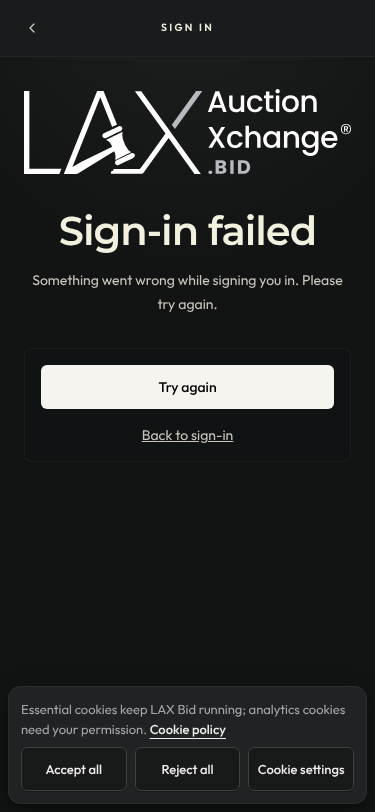 SIGN IN
LAX Auction
Xchange®
.BID
Sign-in failed
Something went wrong while signing you in. Please
try again.
Try again
Back to sign-in
Essential cookies keep LAX Bid running; analytics cookies
need your permission. Cookie policy
Accept all
Reject all
Cookie settings